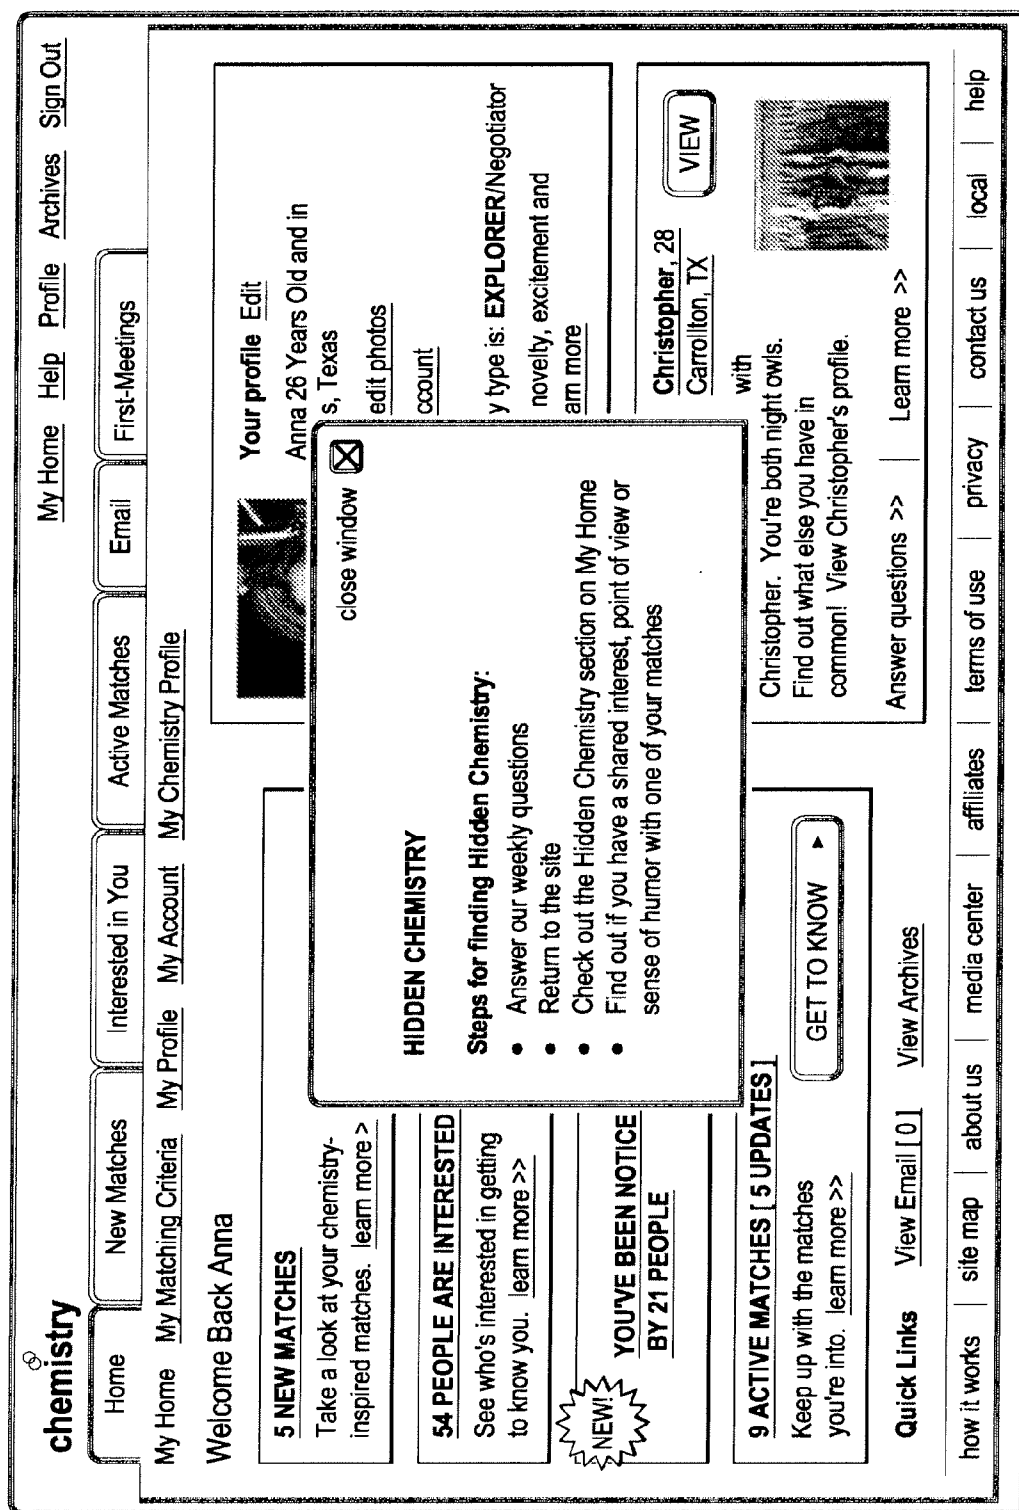 chemistry
My Home Help Profile Archives Sign Out
Home New Matches Interested in You Active Matches Email First-Meetings
My Home My Matching Criteria My Profile My Account My Chemistry Profile
Welcome Back Anna
5 NEW MATCHES
Take a look at your chemistry-
inspired matches. learn more >
54 PEOPLE ARE INTERESTED
See who's interested in getting
to know you. learn more >>
NEW!
YOU'VE BEEN NOTICE
BY 21 PEOPLE
9 ACTIVE MATCHES [ 5 UPDATES ]
Keep up with the matches
you're into. learn more >>
GET TO KNOW
Quick Links View Email [ 0 ] View Archives
close window
HIDDEN CHEMISTRY
Steps for finding Hidden Chemistry:
• Answer our weekly questions
• Return to the site
• Check out the Hidden Chemistry section on My Home
• Find out if you have a shared interest, point of view or
sense of humor with one of your matches
Your profile Edit
Anna 26 Years Old and in
s, Texas
edit photos
ccount
y type is: EXPLORER/Negotiator
novelty, excitement and
arn more
Christopher, 28
Carrollton, TX
VIEW
with
Christopher. You're both night owls.
Find out what else you have in
common! View Christopher's profile.
Answer questions >> Learn more >>
how it works site map about us media center affiliates terms of use privacy contact us local help